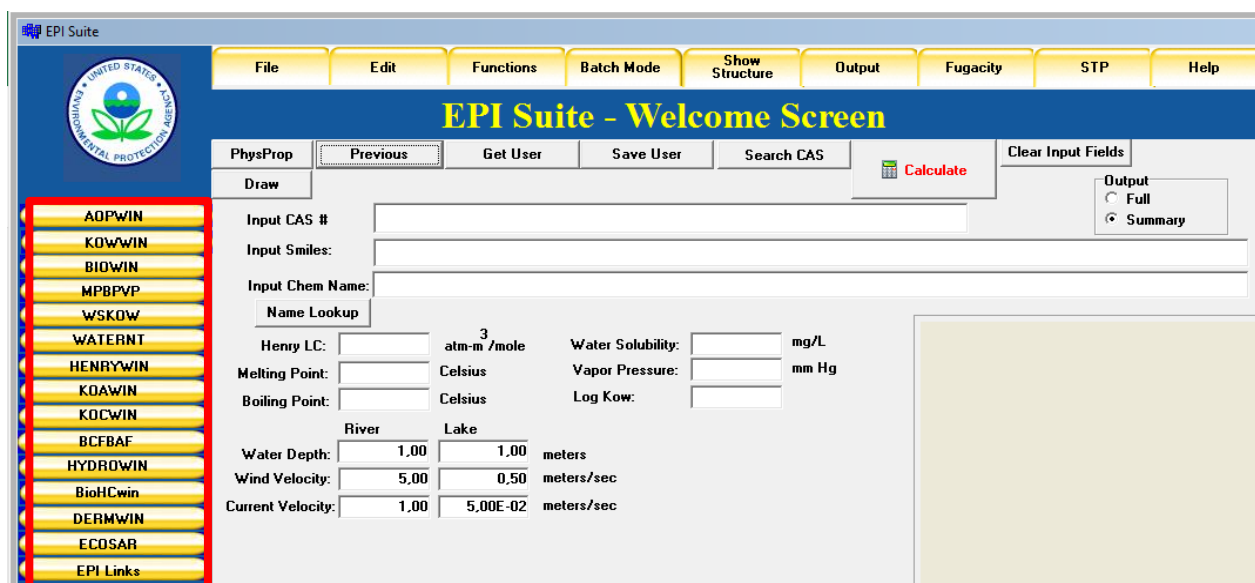 EPI Suite
UNITED STATES
ENVIRONMENTAL PROTECTION AGENCY
File Edit Functions Batch Mode Show Structure Output Fugacity STP Help
EPI Suite - Welcome Screen
PhysProp Previous Get User Save User Search CAS Calculate Clear Input Fields
Draw
Output
Full
Summary
AOPWIN
KOWWIN
BIOWIN
MPBPVP
WSKOW
WATERNT
HENRYWIN
KOAWIN
KOCWIN
BCFBAF
HYDROWIN
BioHCwin
DERMWIN
ECOSAR
EPI Links
Input CAS #
Input Smiles:
Input Chem Name:
Name Lookup
Henry LC: atm-m3/mole Water Solubility: mg/L
Melting Point: Celsius Vapor Pressure: mm Hg
Boiling Point: Celsius Log Kow:
River Lake
Water Depth: 1,00 1,00 meters
Wind Velocity: 5,00 0,50 meters/sec
Current Velocity: 1,00 5,00E-02 meters/sec